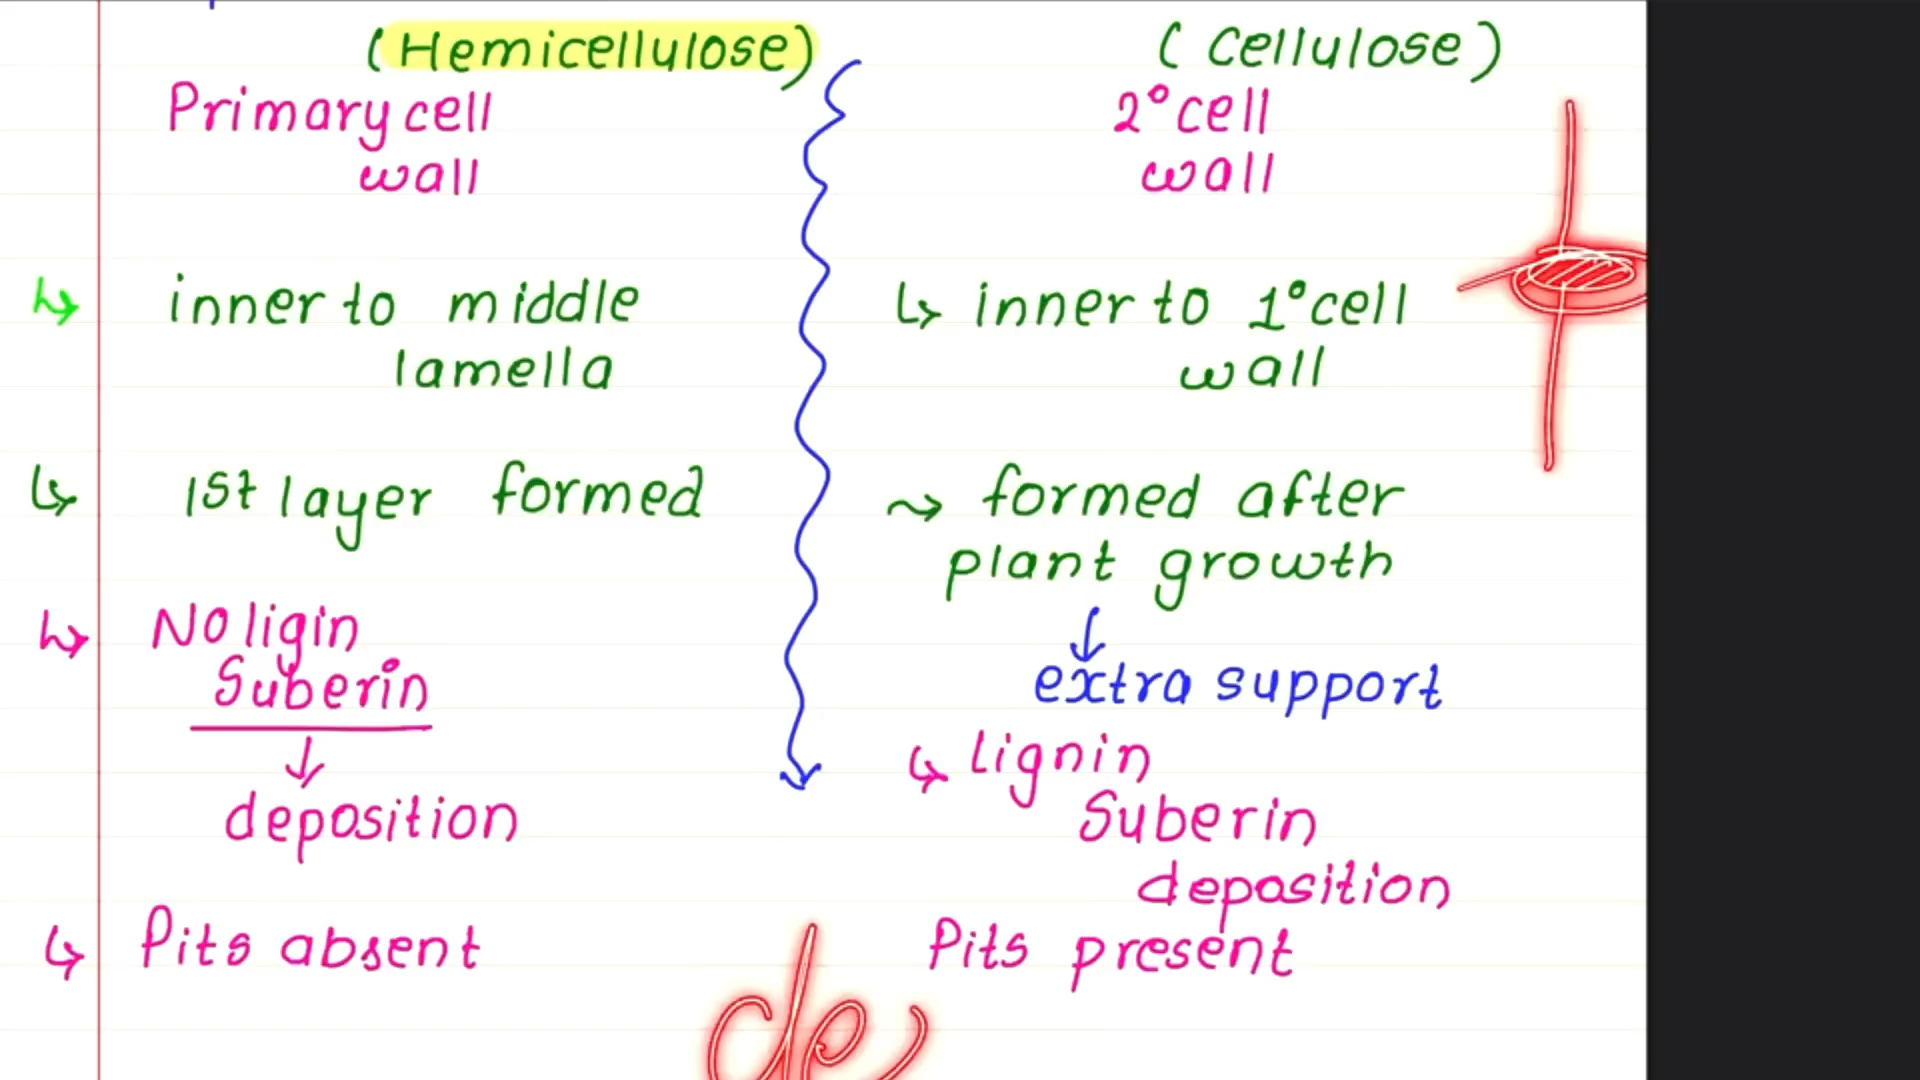 (Hemicellulose)
Primary cell
wall
inner to middle
lamella
1st layer formed
No ligin
Suberin
deposition
Pits absent
(Cellulose)
2° cell
wall
inner to 1° cell
wall
formed after
plant growth
extra support
Lignin
Suberin
deposition
Pits present
de